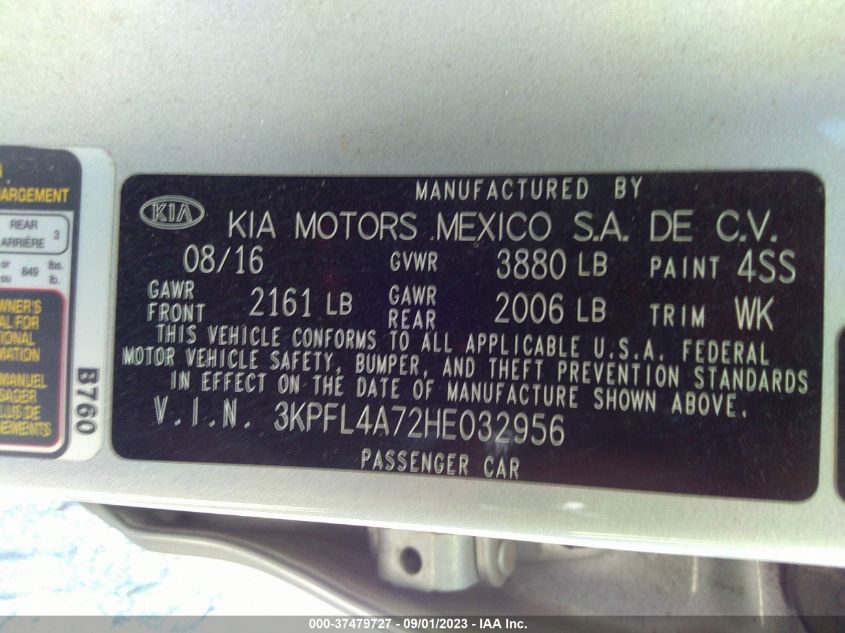 HARGEMENT
REAR
ARRIÈRE 3
or
ou 849 lbs.
lb.
B760
MANUFACTURED BY
KIA KIA MOTORS MEXICO S.A. DE C.V.
08/16 GVWR 3880 LB PAINT 4SS
GAWR FRONT 2161 LB GAWR REAR 2006 LB TRIM WK
THIS VEHICLE CONFORMS TO ALL APPLICABLE U.S.A. FEDERAL
MOTOR VEHICLE SAFETY, BUMPER, AND THEFT PREVENTION STANDARDS
IN EFFECT ON THE DATE OF MANUFACTURE SHOWN ABOVE.
V.I.N. 3KPFL4A72HE032956
PASSENGER CAR
000-37479727 - 09/01/2023 - IAA Inc.